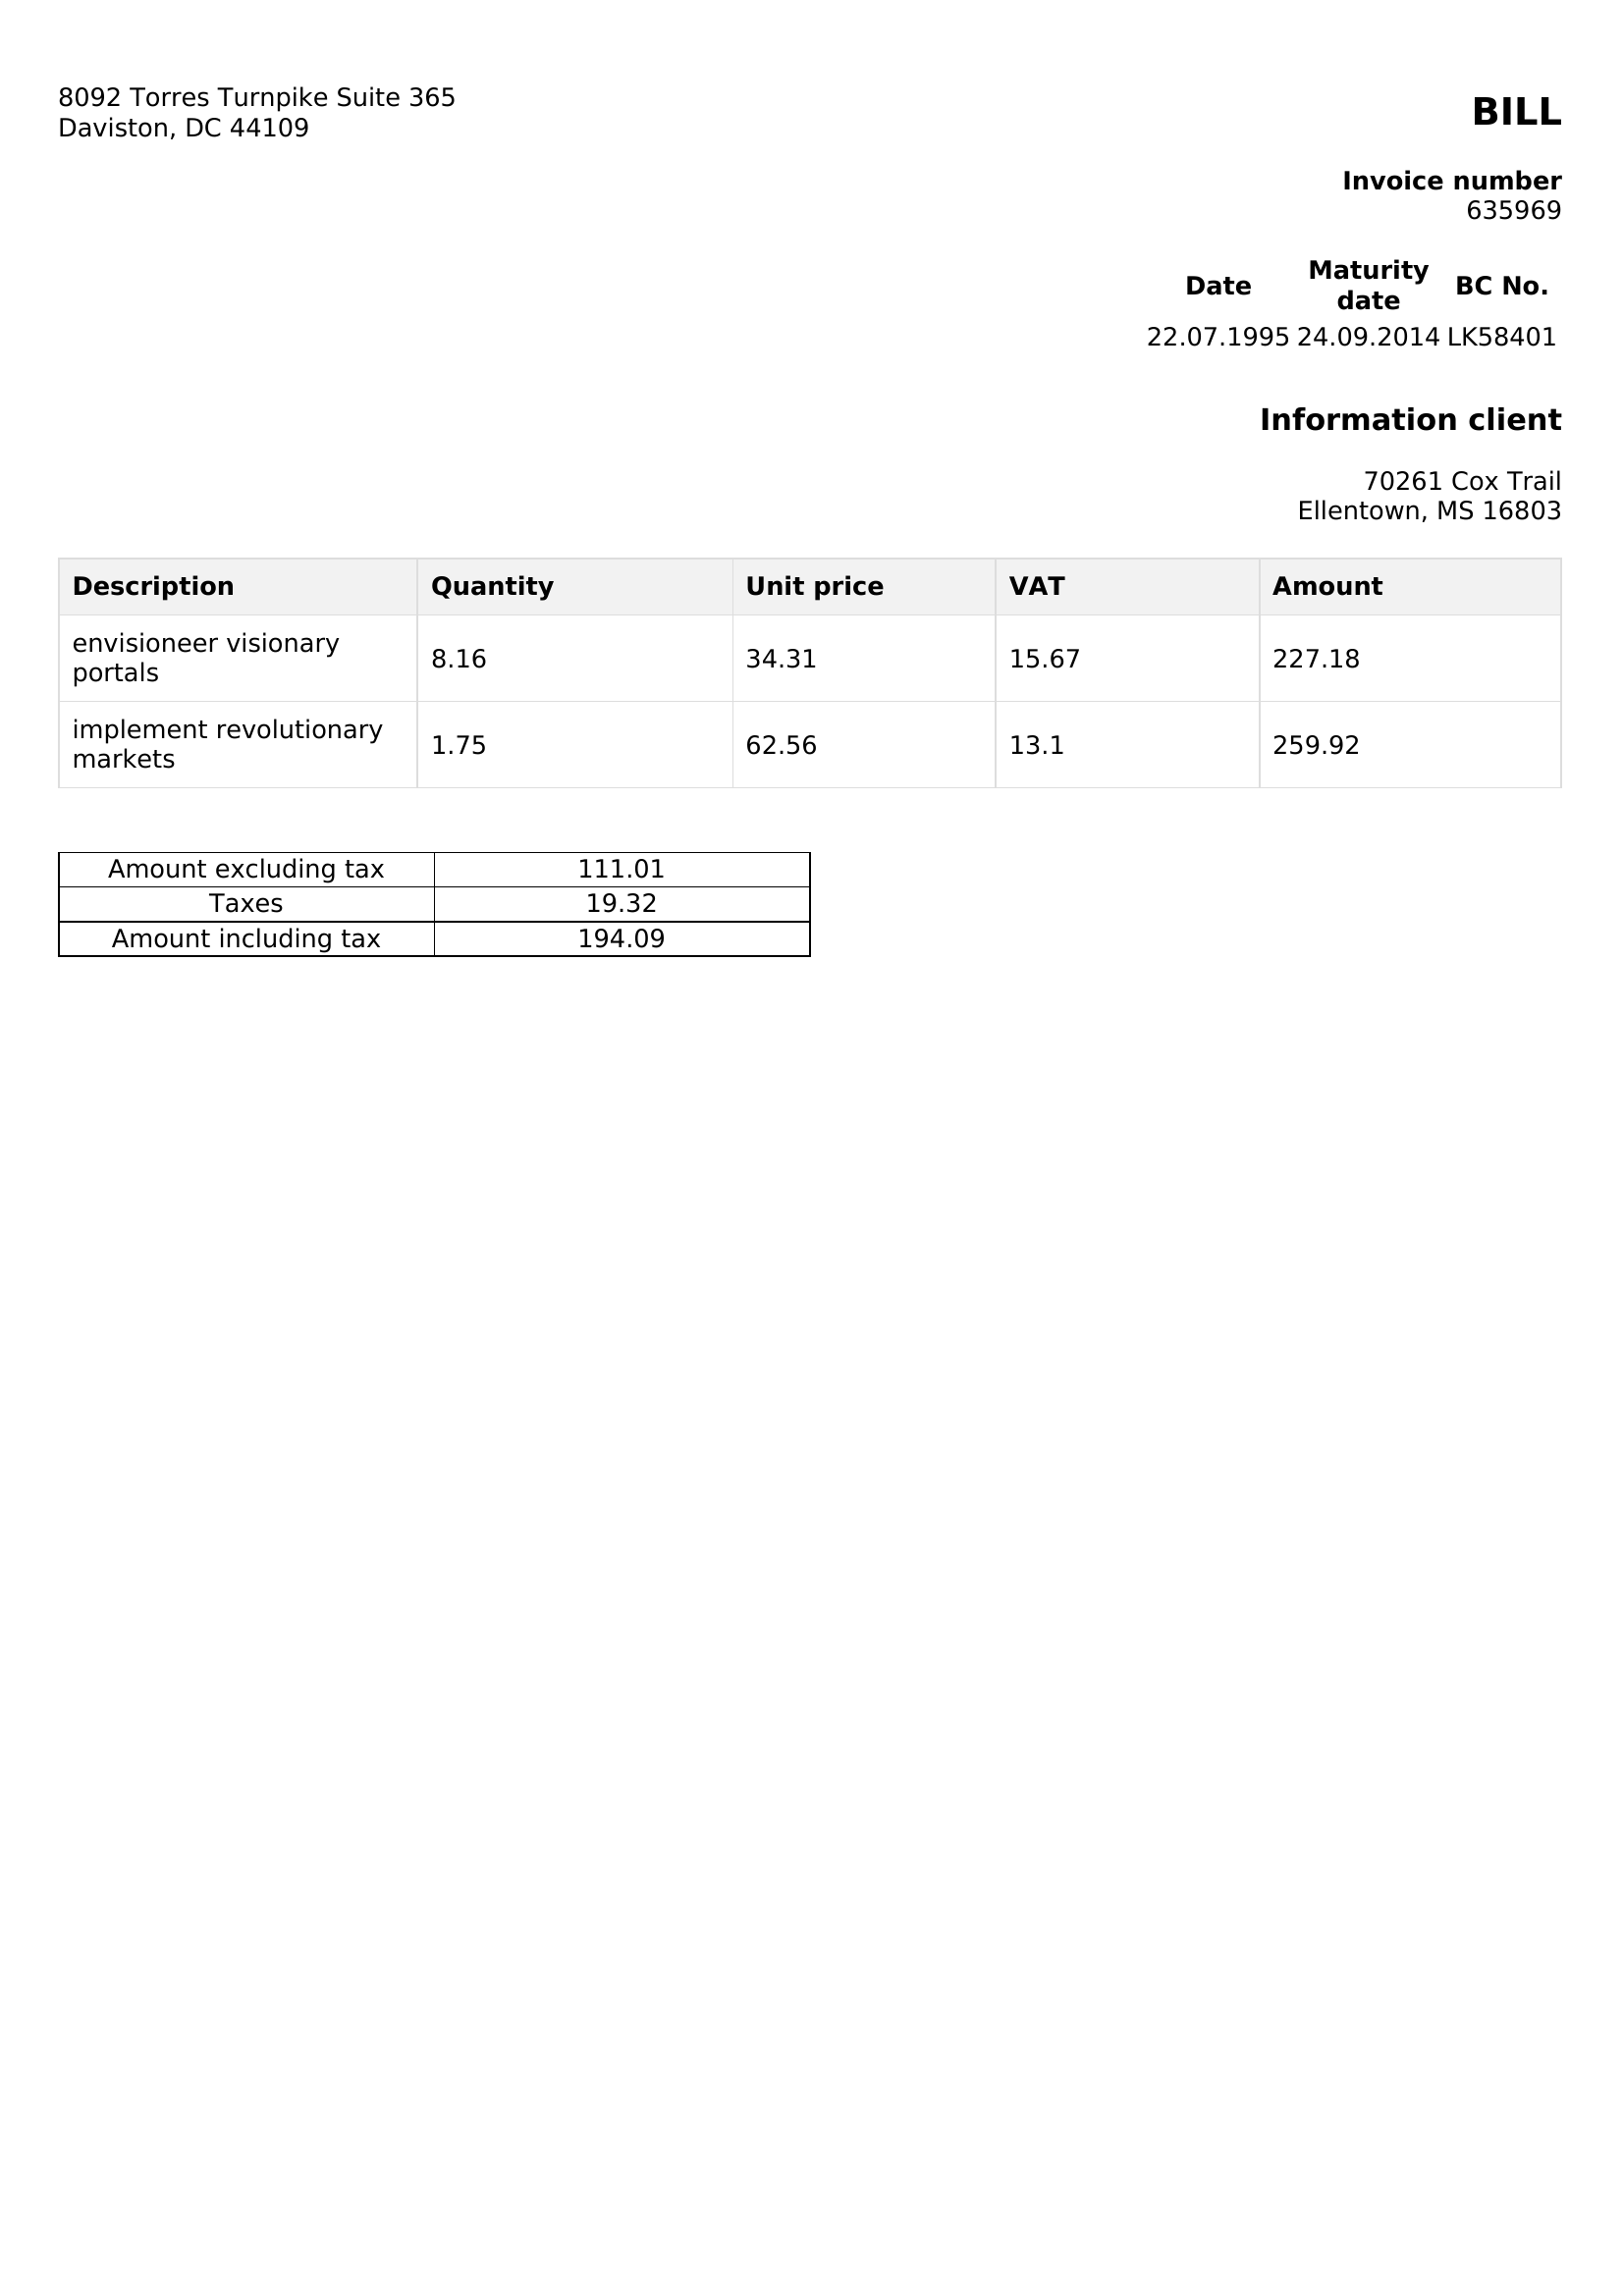 8092 Torres Turnpike Suite 365
Daviston, DC 44109
BILL
Invoice number
635969
Date Maturity date BC No.
22.07.1995 24.09.2014 LK58401
Information client
70261 Cox Trail
Ellentown, MS 16803
Description Quantity Unit price VAT Amount
envisioneer visionary
portals 8.16 34.31 15.67 227.18
implement revolutionary
markets 1.75 62.56 13.1 259.92
Amount excluding tax 111.01
Taxes 19.32
Amount including tax 194.09